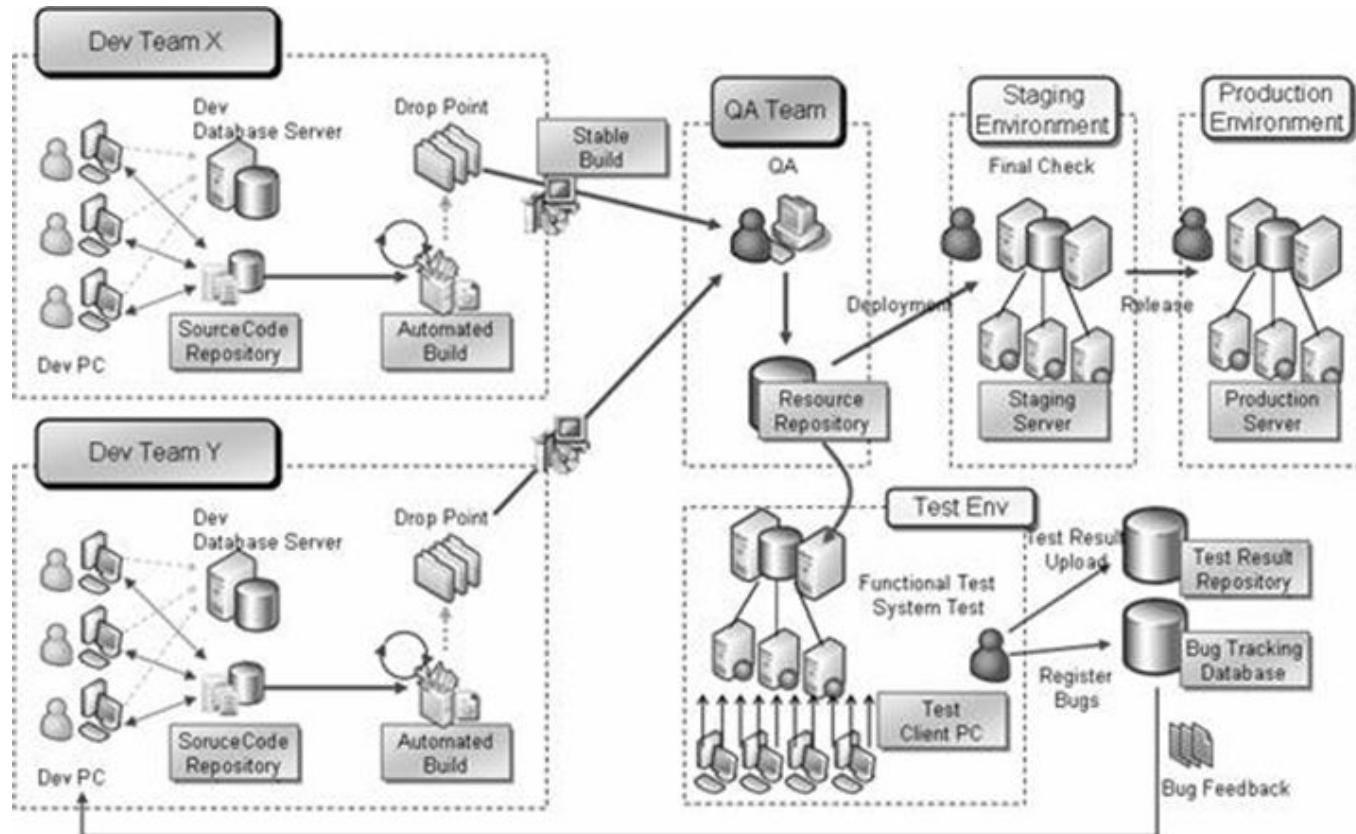 Dev Team X
Dev
Database Server
Drop Point
SourceCode
Repository
Automated
Build
Dev PC
Stable
Build
QA Team
QA
Resource
Repository
Deployment
Staging
Environment
Final Check
Staging
Server
Release
Production
Environment
Production
Server
Dev Team Y
Dev
Database Server
Drop Point
SoruceCode
Repository
Automated
Build
Dev PC
Test Env
Functional Test
System Test
Test
Client PC
Test Result
Upload
Test Result
Repository
Register
Bugs
Bug Tracking
Database
Bug Feedback